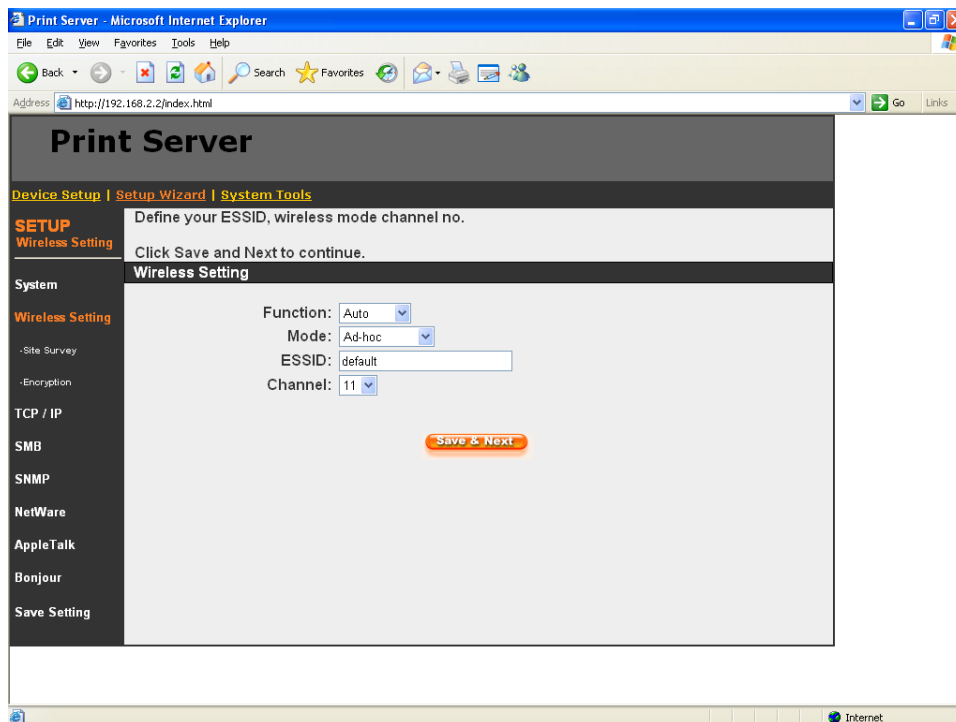 Print Server - Microsoft Internet Explorer
File Edit View Favorites Tools Help
Back Search Favorites
Address http://192.168.2.2/index.html Go Links
Print Server
Device Setup | Setup Wizard | System Tools
SETUP
Wireless Setting
System
Wireless Setting
-Site Survey
-Encryption
TCP / IP
SMB
SNMP
NetWare
AppleTalk
Bonjour
Save Setting
Define your ESSID, wireless mode channel no.
Click Save and Next to continue.
Wireless Setting
Function: Auto
Mode: Ad-hoc
ESSID: default
Channel: 11
Save & Next
Internet